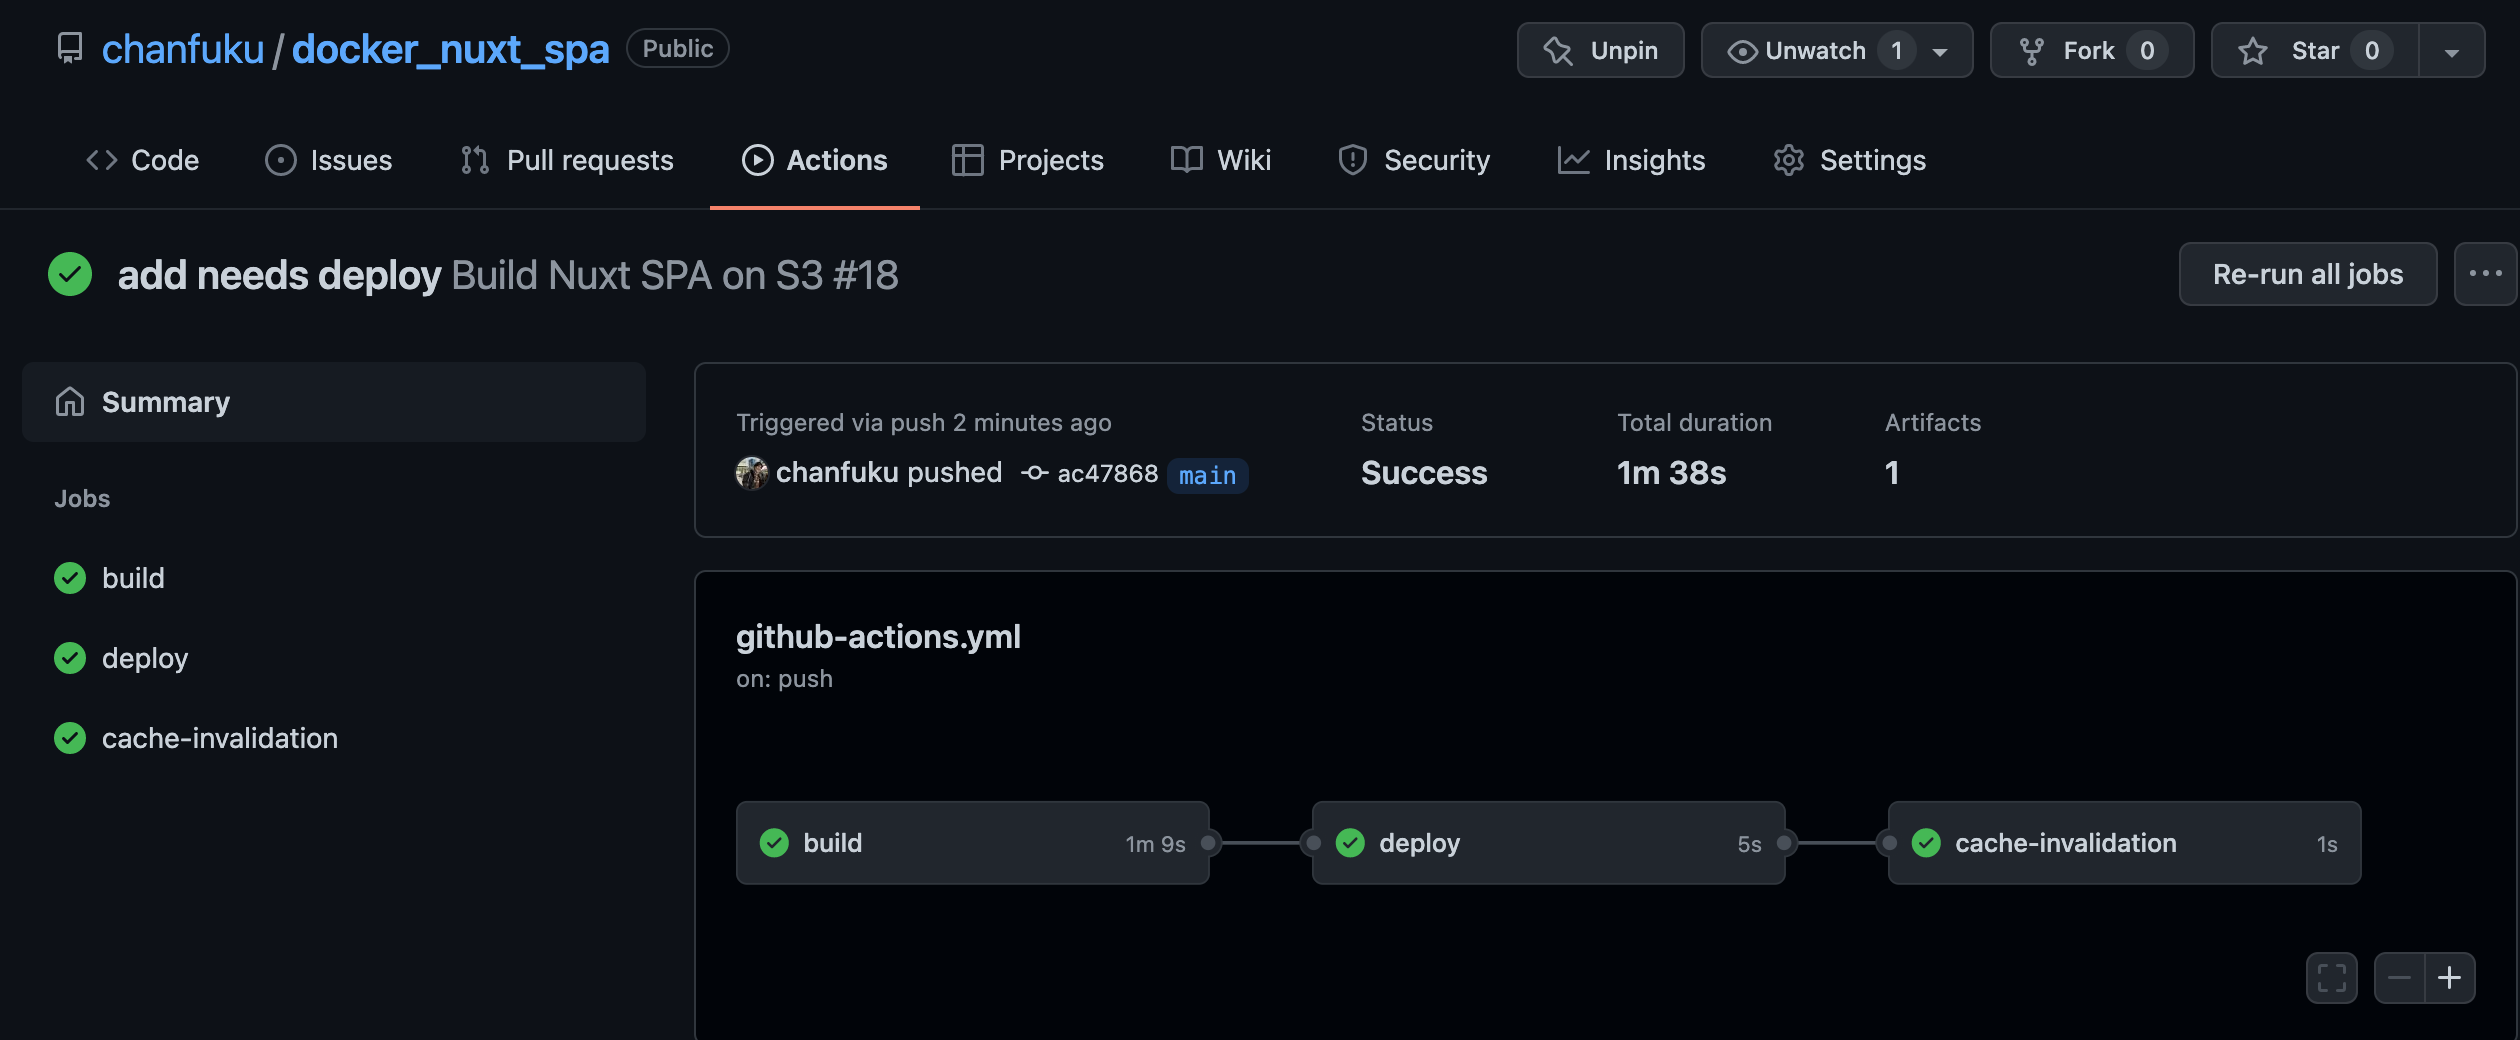 chanfuku / docker_nuxt_spa Public Unpin Unwatch 1 Fork 0 Star 0
Code Issues Pull requests Actions Projects Wiki Security Insights Settings
add needs deploy Build Nuxt SPA on S3 #18 Re-run all jobs
Summary
Jobs
build
deploy
cache-invalidation
Triggered via push 2 minutes ago Status Total duration Artifacts
chanfuku pushed ac47868 main Success 1m 38s 1
github-actions.yml
on: push
build 1m 9s deploy 5s cache-invalidation 1s